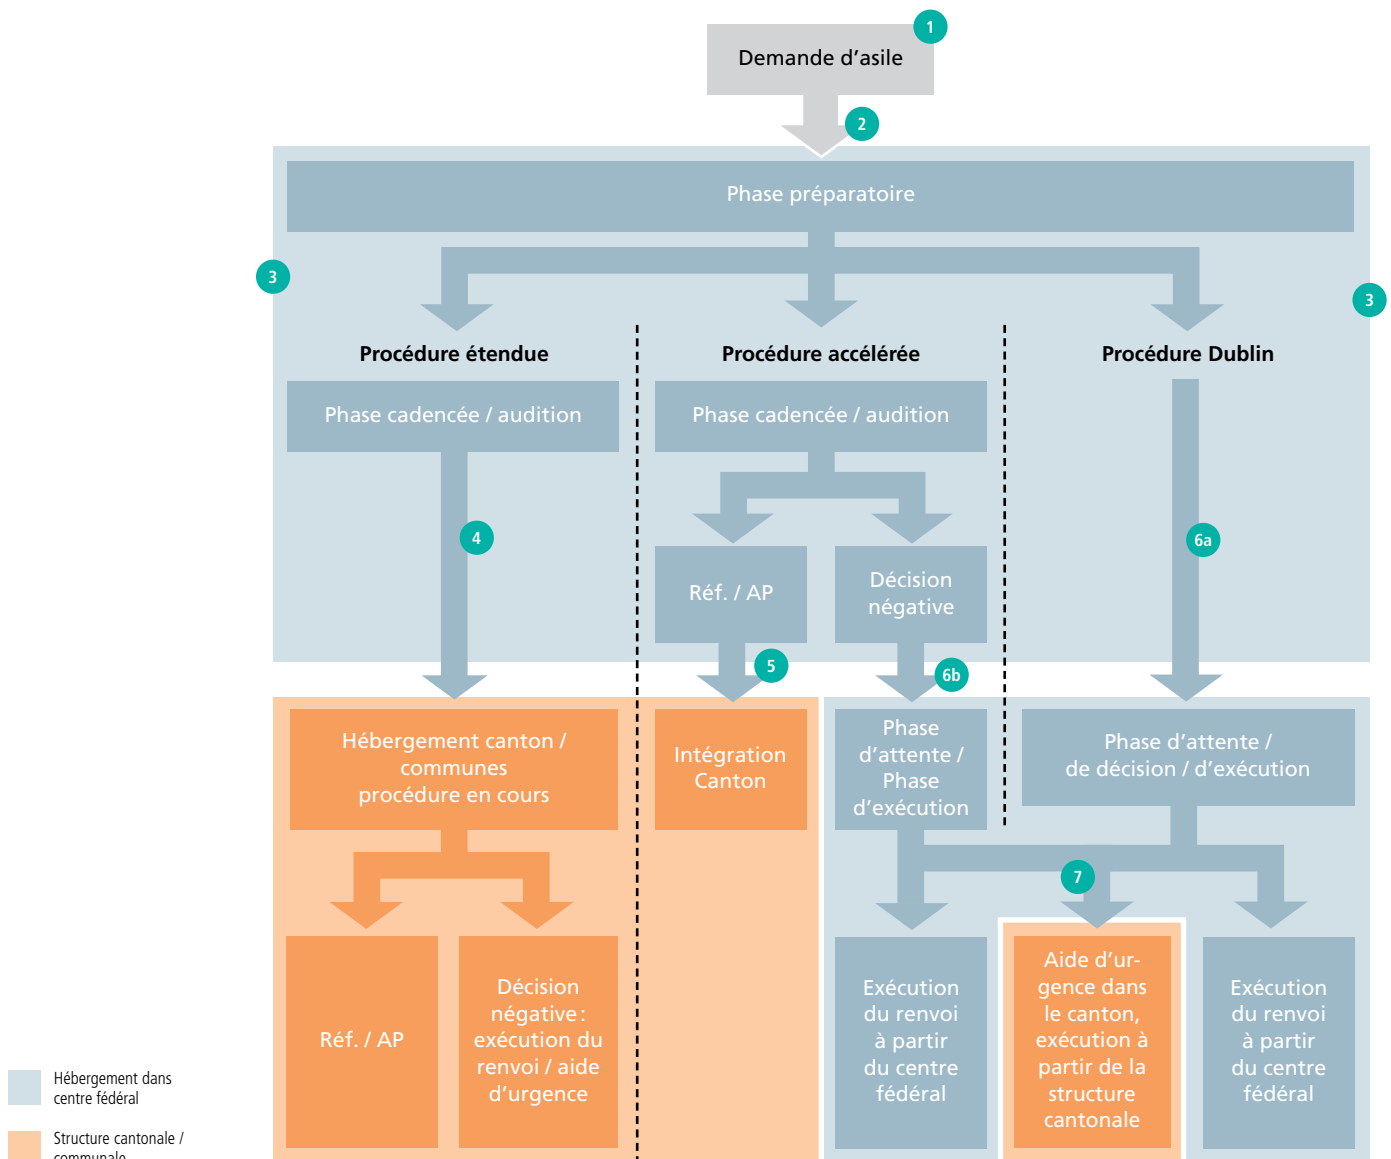 1
Demande d'asile
2
Phase préparatoire
3
3
Procédure étendue
Procédure accélérée
Procédure Dublin
Phase cadencée / audition
Phase cadencée / audition
4
6a
Réf. / AP
Décision
négative
5
6b
Hébergement canton /
communes
procédure en cours
Intégration
Canton
Phase
d'attente /
Phase
d'exécution
Phase d'attente /
de décision / d'exécution
7
Réf. / AP
Décision
négative :
exécution du
renvoi / aide
d'urgence
Exécution
du renvoi
à partir
du centre
fédéral
Aide d'ur-
gence dans
le canton,
exécution à
partir de la
structure
cantonale
Exécution
du renvoi
à partir
du centre
fédéral
Hébergement dans
centre fédéral
Structure cantonale /
communale